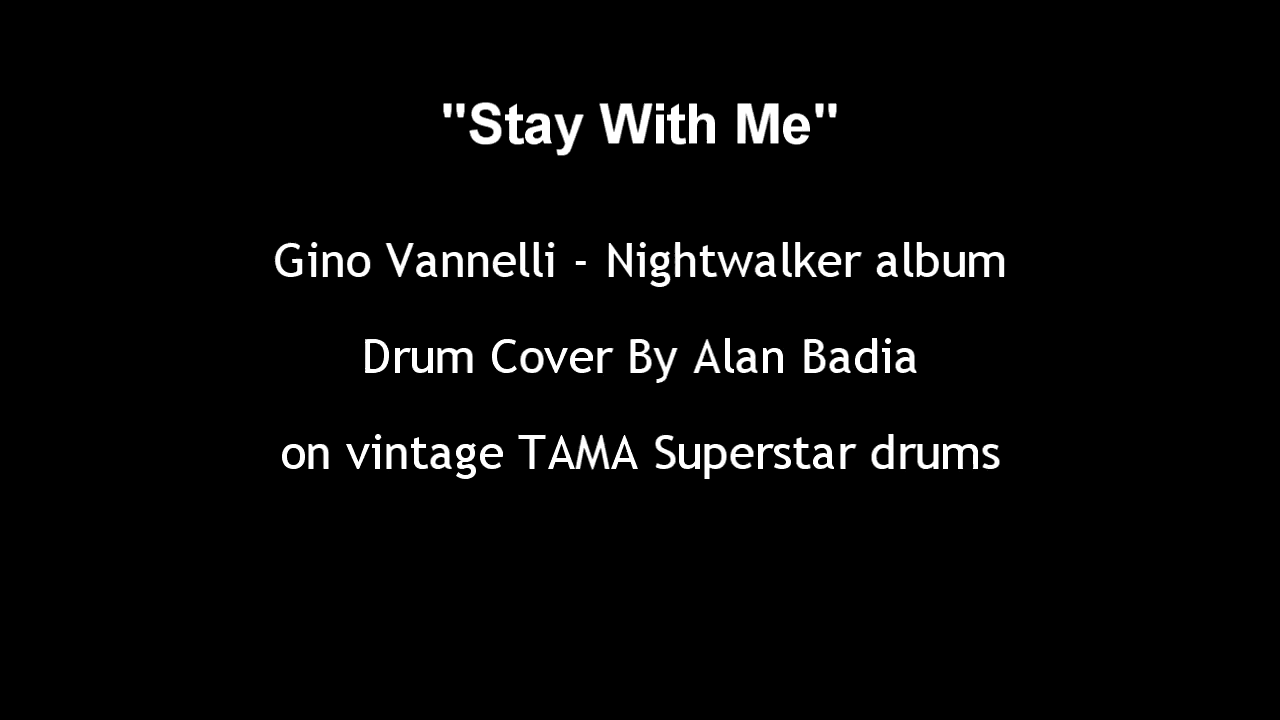 "Stay With Me"
Gino Vannelli - Nightwalker album
Drum Cover By Alan Badia
on vintage TAMA Superstar drums